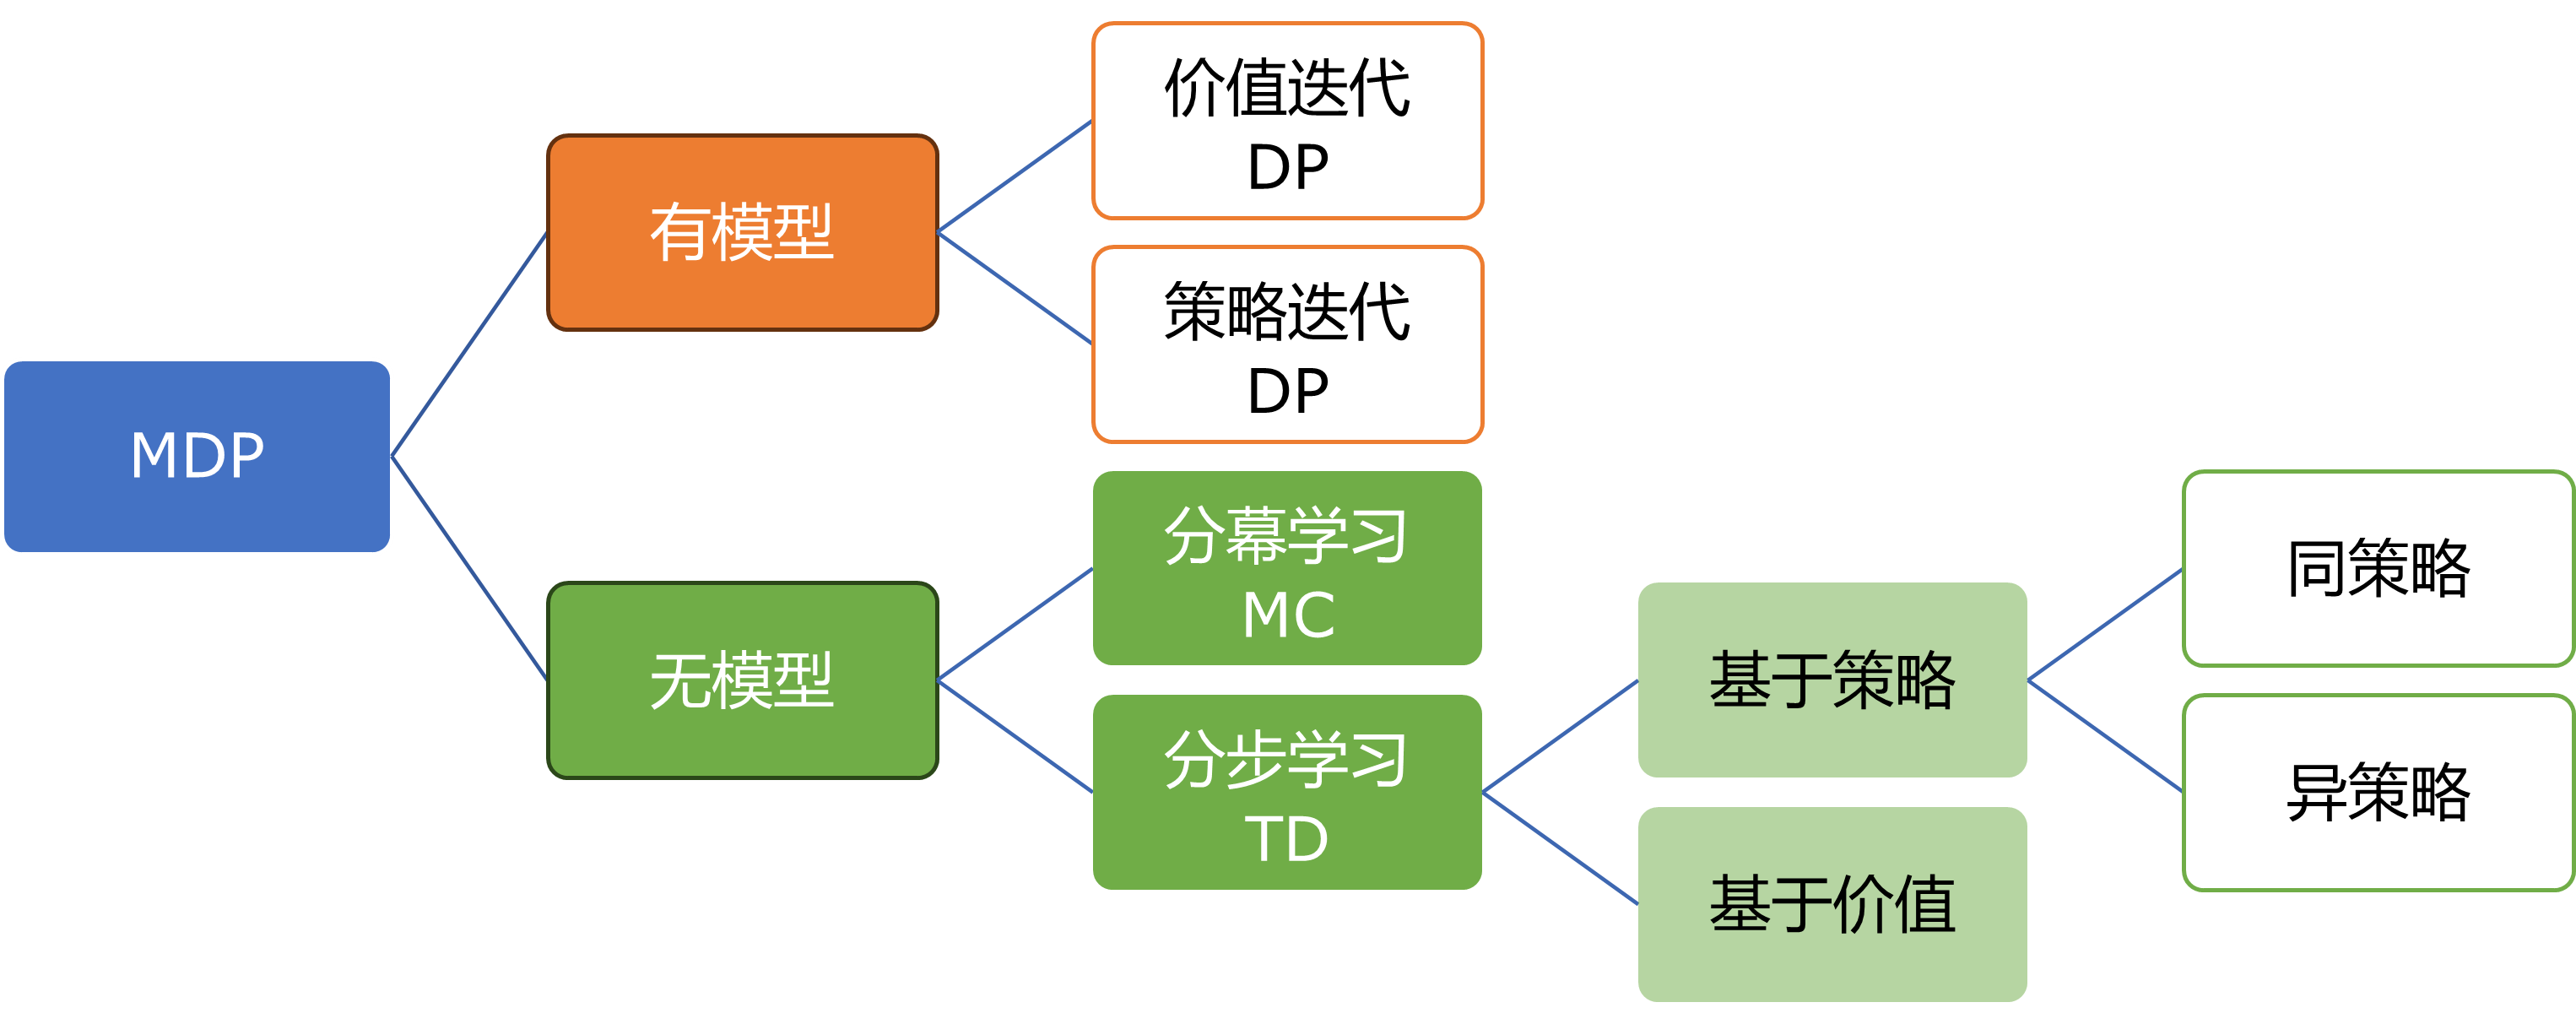 MDP
有模型
价值迭代
DP
策略迭代
DP
无模型
分幕学习
MC
分步学习
TD
基于策略
同策略
异策略
基于价值